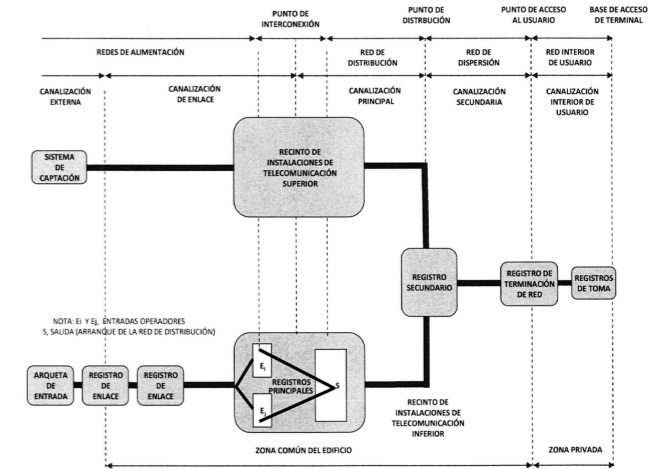 PUNTO DE
INTERCONEXIÓN
PUNTO DE
DISTRBUCIÓN
PUNTO DE ACCESO
AL USUARIO
BASE DE ACCESO
DE TERMINAL
REDES DE ALIMENTACIÓN
RED DE
DISTRIBUCIÓN
RED DE
DISPERSIÓN
RED INTERIOR
DE USUARIO
CANALIZACIÓN
EXTERNA
CANALIZACIÓN
DE ENLACE
CANALIZACIÓN
PRINCIPAL
CANALIZACIÓN
SECUNDARIA
CANALIZACIÓN
INTERIOR DE
USUARIO
SISTEMA
DE
CAPTACIÓN
RECINTO DE
INSTALACIONES DE
TELECOMUNICACIÓN
SUPERIOR
REGISTRO
SECUNDARIO
REGISTRO DE
TERMINACIÓN
DE RED
REGISTROS
DE TOMA
NOTA: Ei Y Ej, ENTRADAS OPERADORES
S, SALIDA (ARRANQUE DE LA RED DE DISTRIBUCIÓN)
ARQUETA
DE
ENTRADA
REGISTRO
DE
ENLACE
REGISTRO
DE
ENLACE
Ei
REGISTROS
PRINCIPALES
S
Ej
RECINTO DE
INSTALACIONES DE
TELECOMUNICACIÓN
INFERIOR
ZONA COMÚN DEL EDIFICIO
ZONA PRIVADA